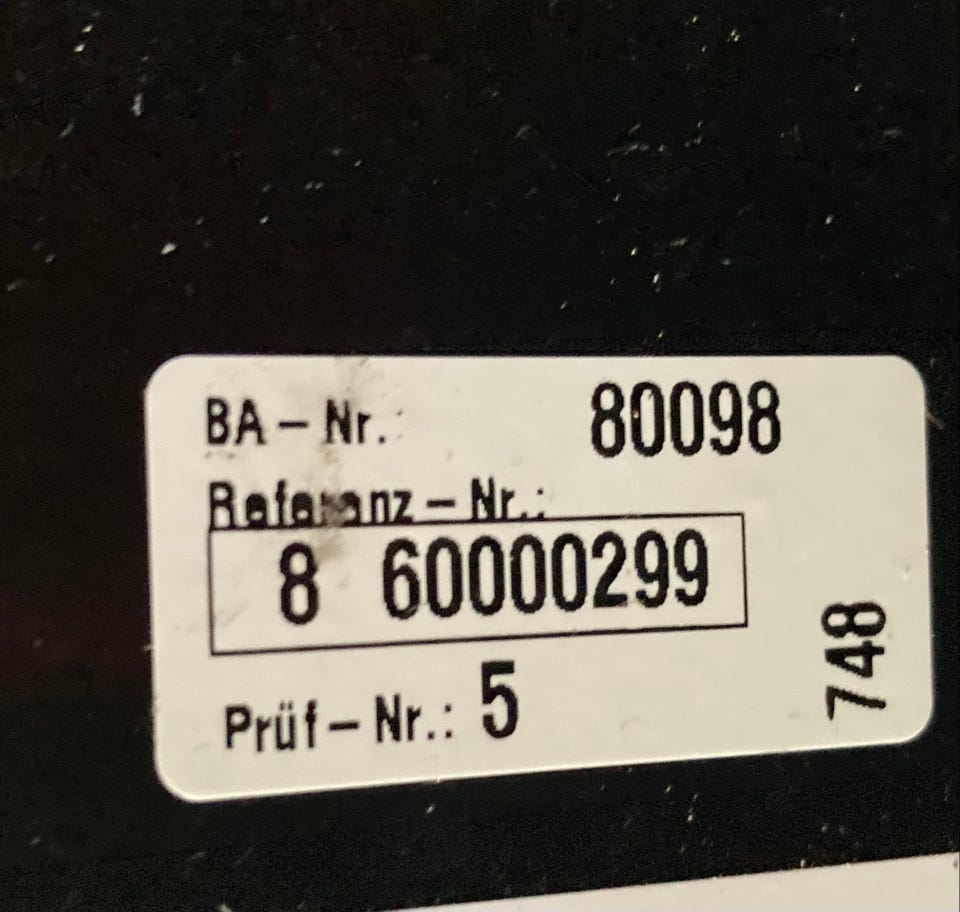 BA-Nr.: 80098
Referenz-Nr.:
8 60000299
Prüf-Nr.: 5
748